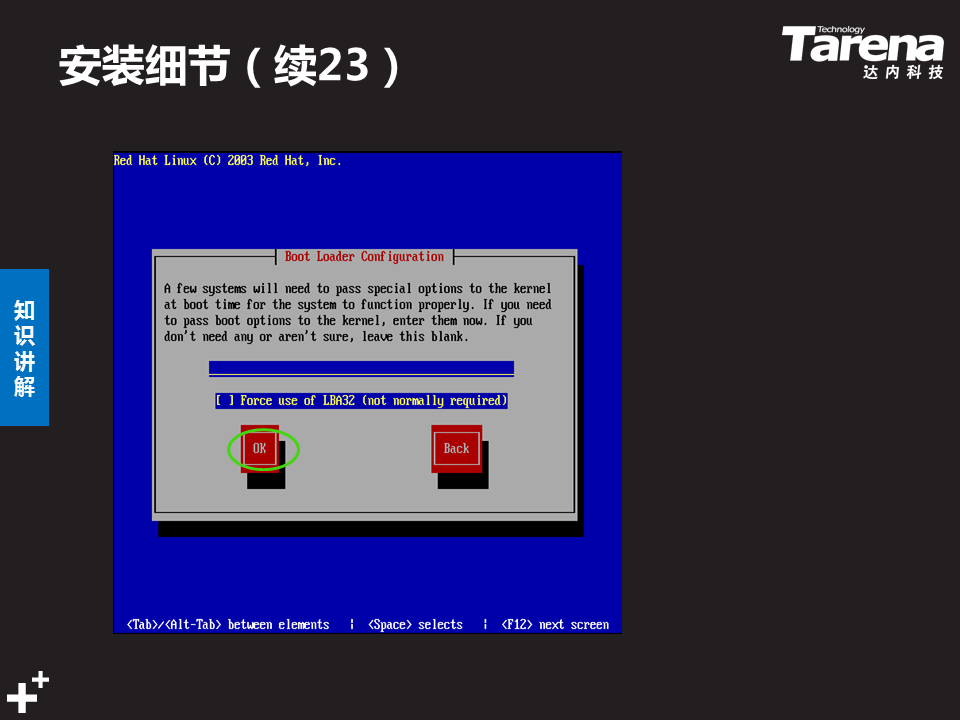 安装细节（续23）
Technology
Tarena
达内科技
Red Hat Linux (C) 2003 Red Hat, Inc.
Boot Loader Configuration
A few systems will need to pass special options to the kernel
at boot time for the system to function properly. If you need
to pass boot options to the kernel, enter them now. If you
don't need any or aren't sure, leave this blank.
[ ] Force use of LBA32 (not normally required)
OK
Back
<Tab>/<Alt-Tab> between elements | <Space> selects | <F12> next screen
知识讲解